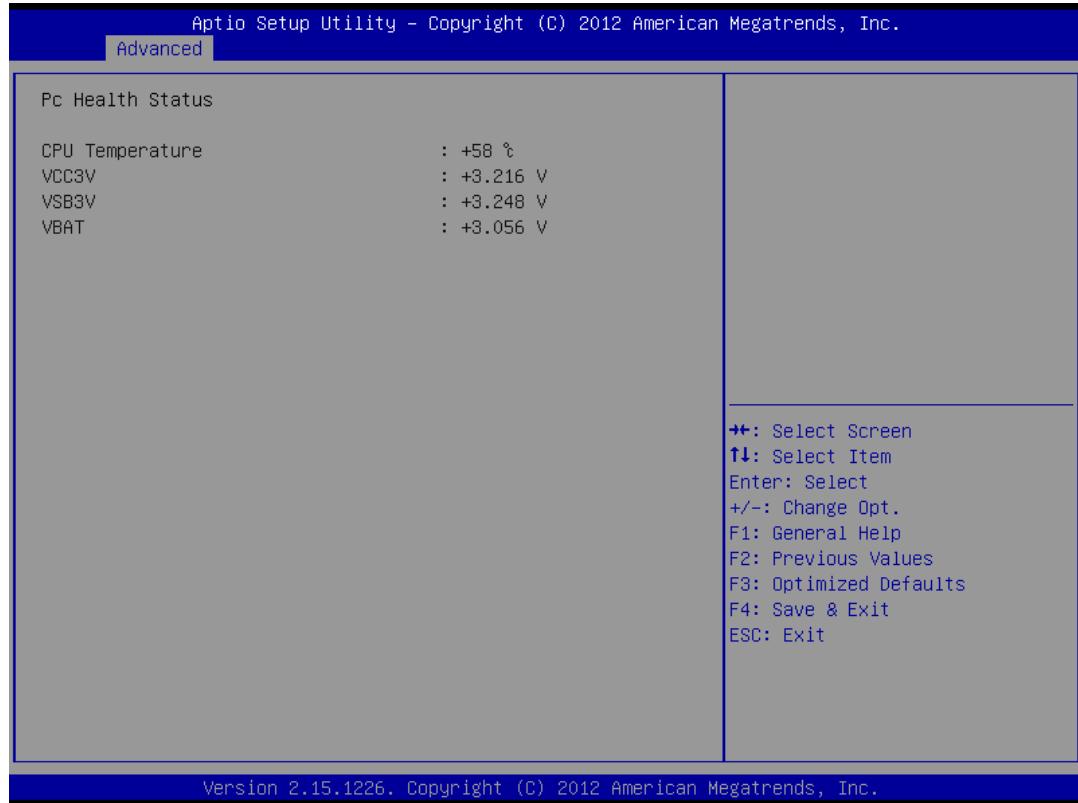 Aptio Setup Utility – Copyright (C) 2012 American Megatrends, Inc.
Advanced
Pc Health Status
CPU Temperature : +58 ℃
VCC3V : +3.216 V
VSB3V : +3.248 V
VBAT : +3.056 V
→←: Select Screen
↑↓: Select Item
Enter: Select
+/-: Change Opt.
F1: General Help
F2: Previous Values
F3: Optimized Defaults
F4: Save & Exit
ESC: Exit
Version 2.15.1226. Copyright (C) 2012 American Megatrends, Inc.